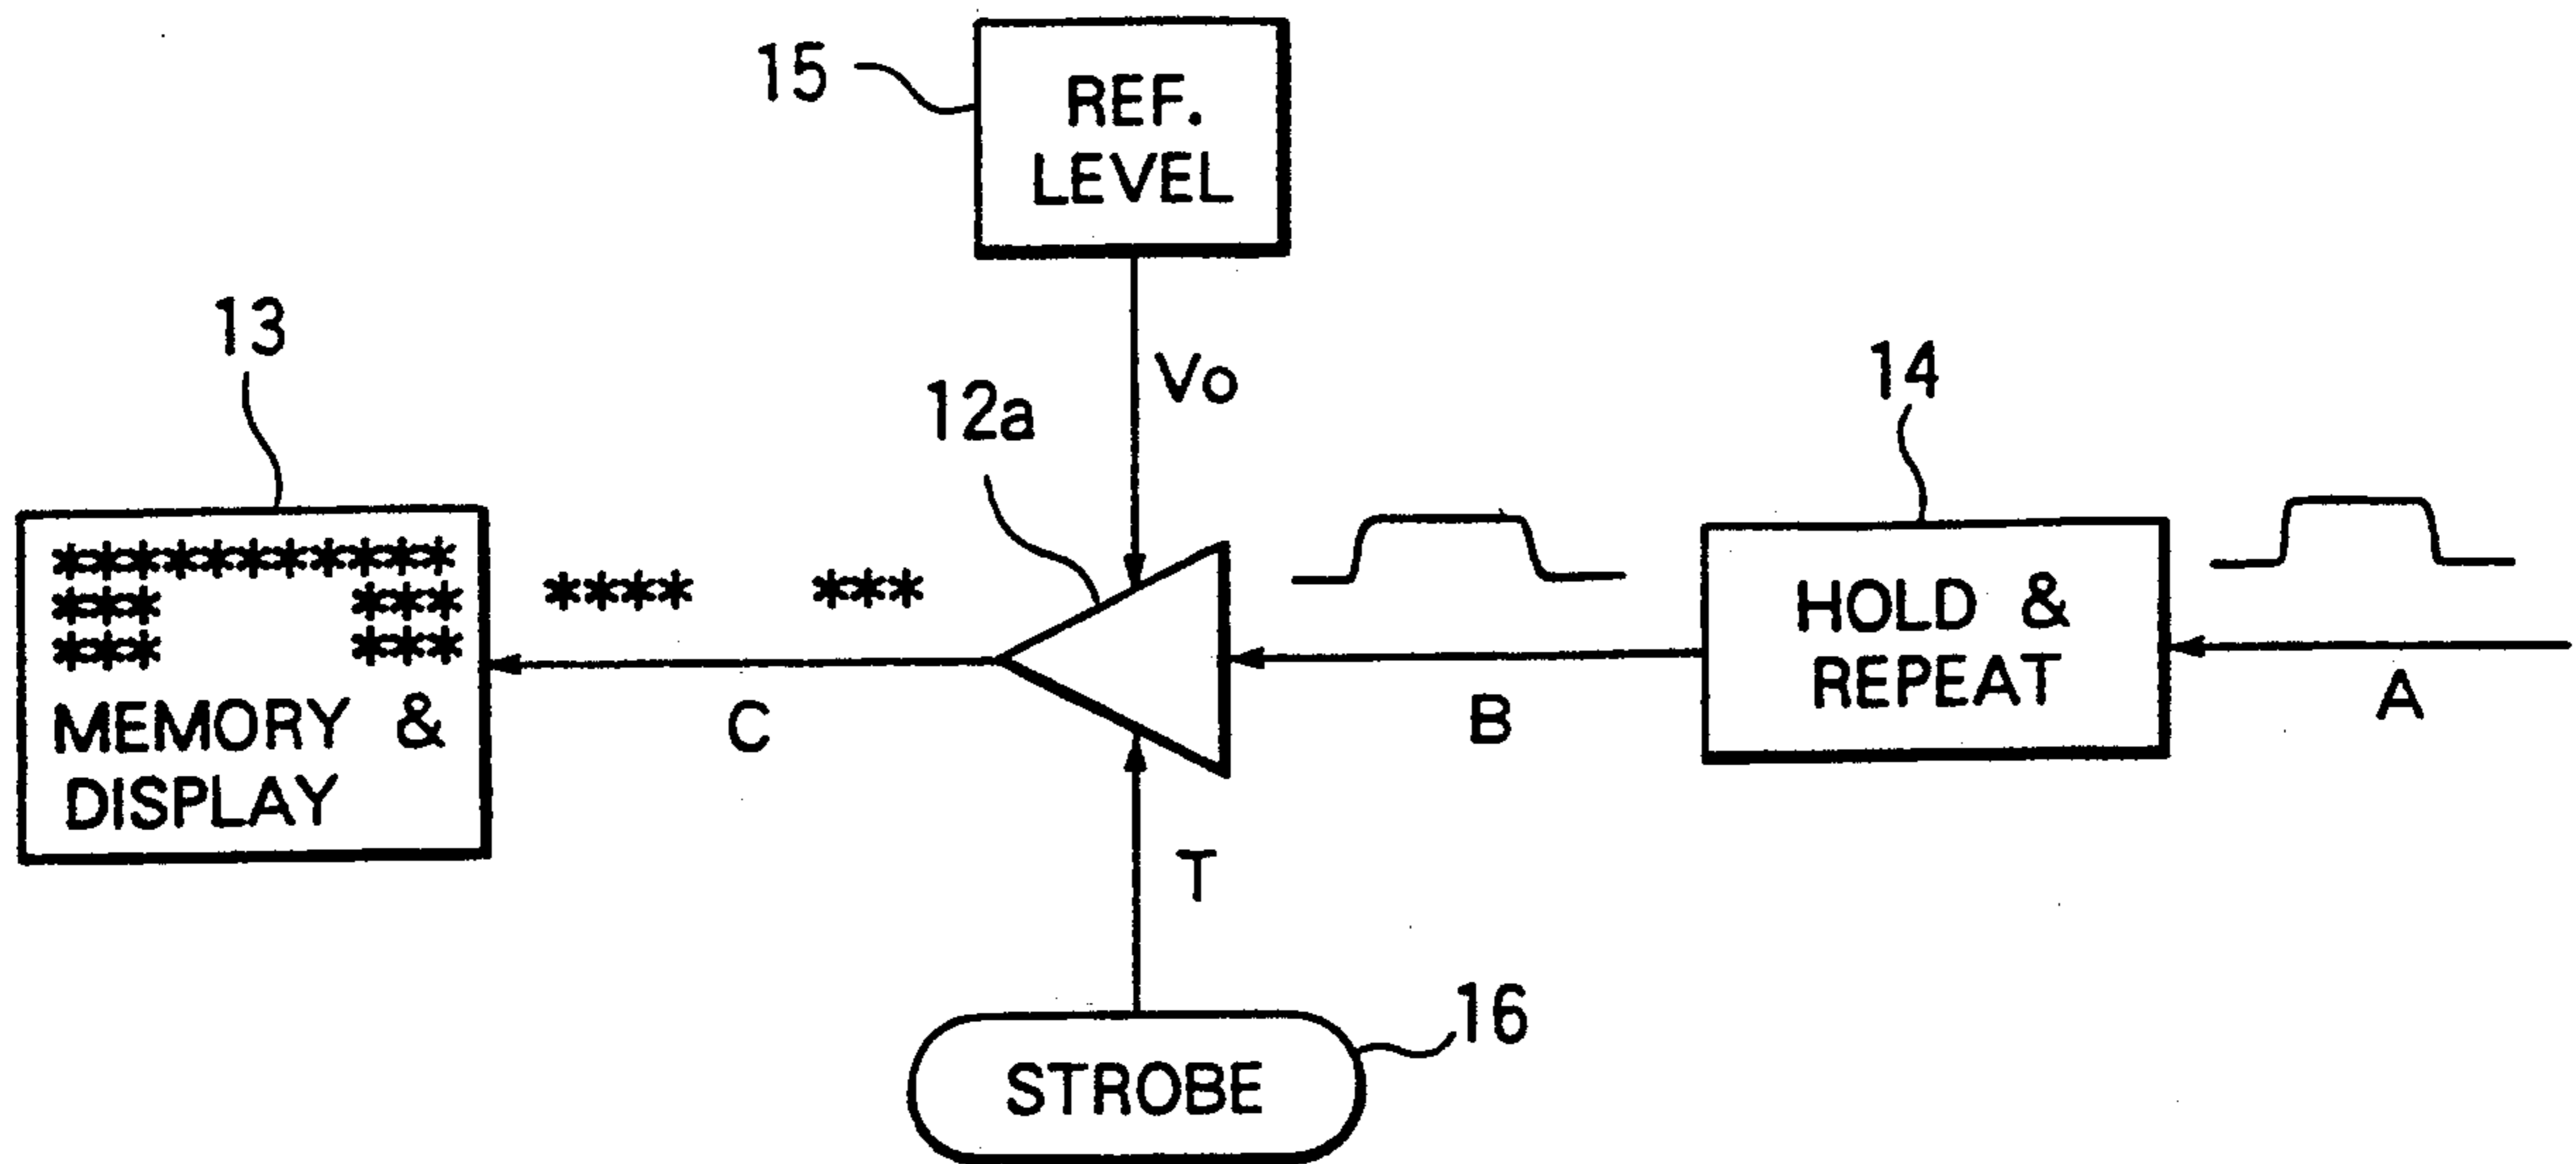 15
REF.
LEVEL
13
12a
Vo
14
***********
*** ***
*** ***
MEMORY &
DISPLAY
**** ***
C
B
HOLD &
REPEAT
A
T
16
STROBE